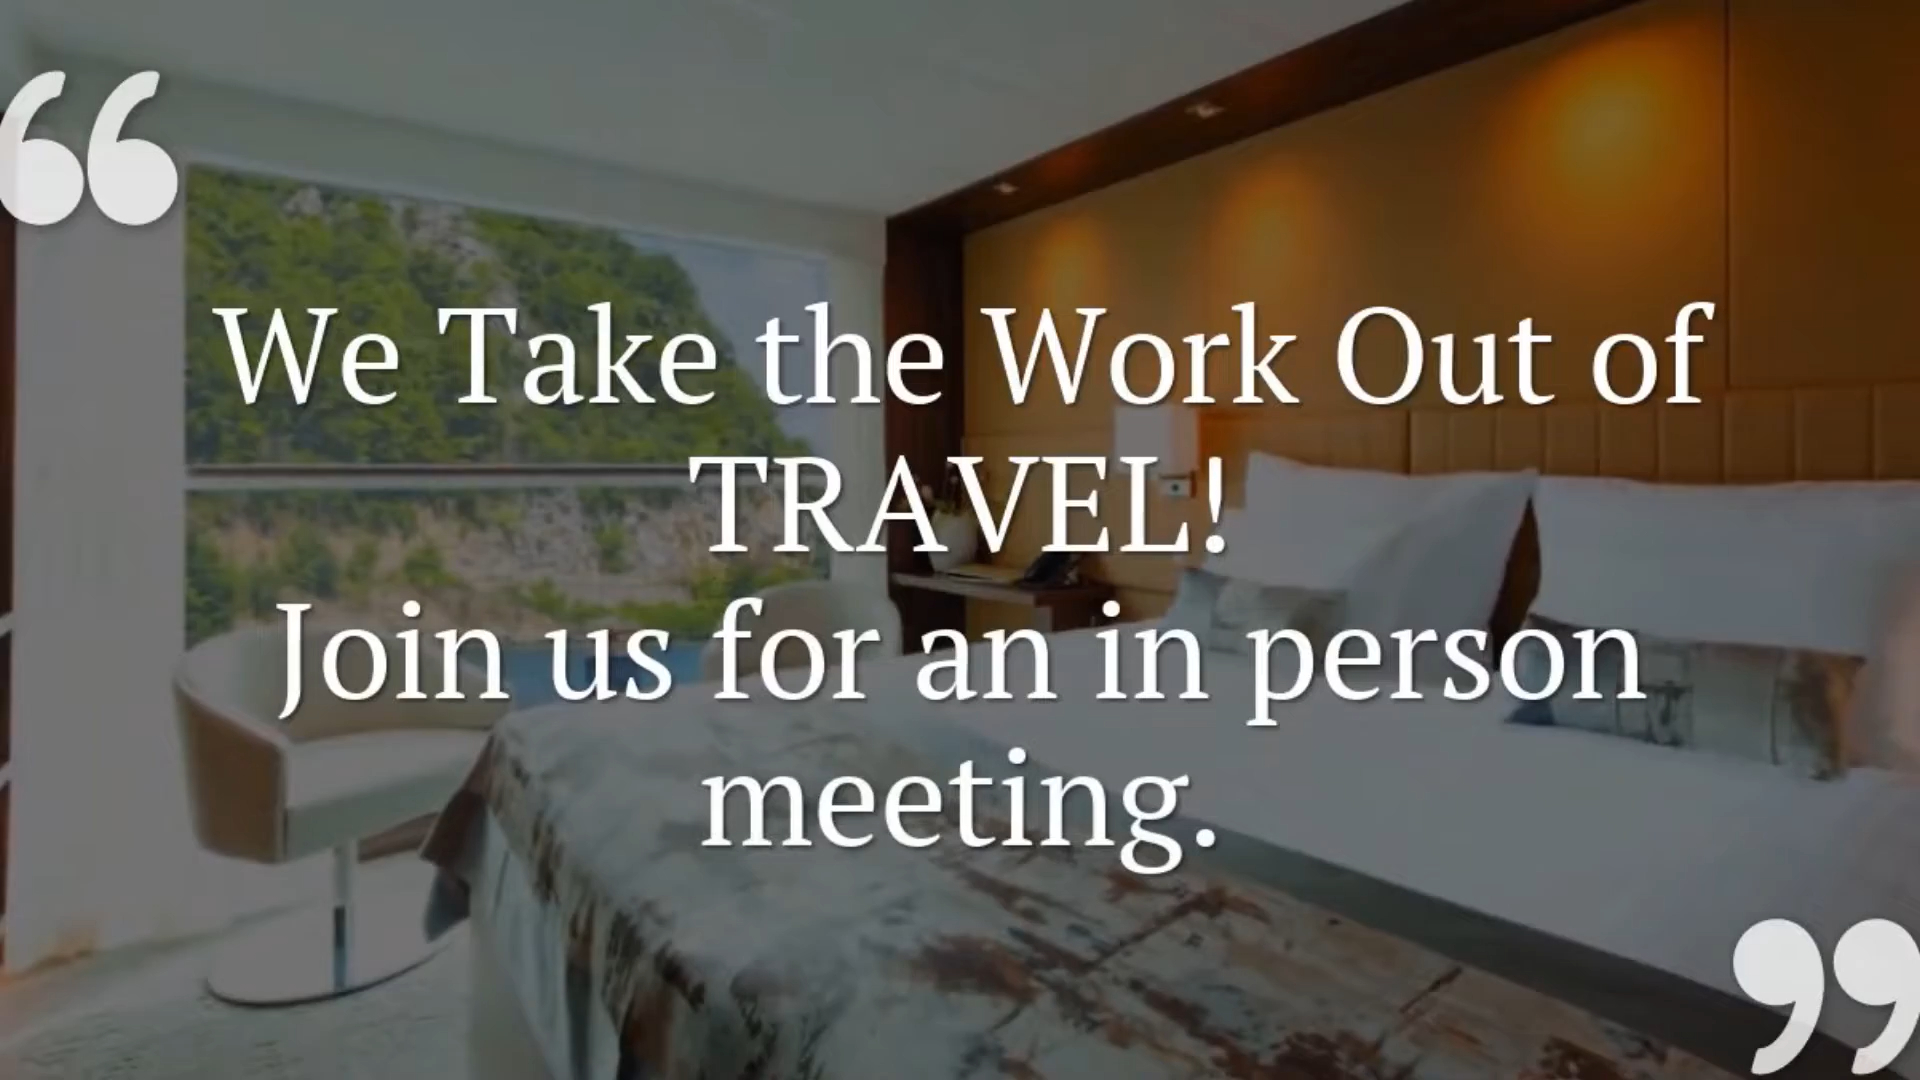 “
We Take the Work Out of
TRAVEL!
Join us for an in person
meeting.
”